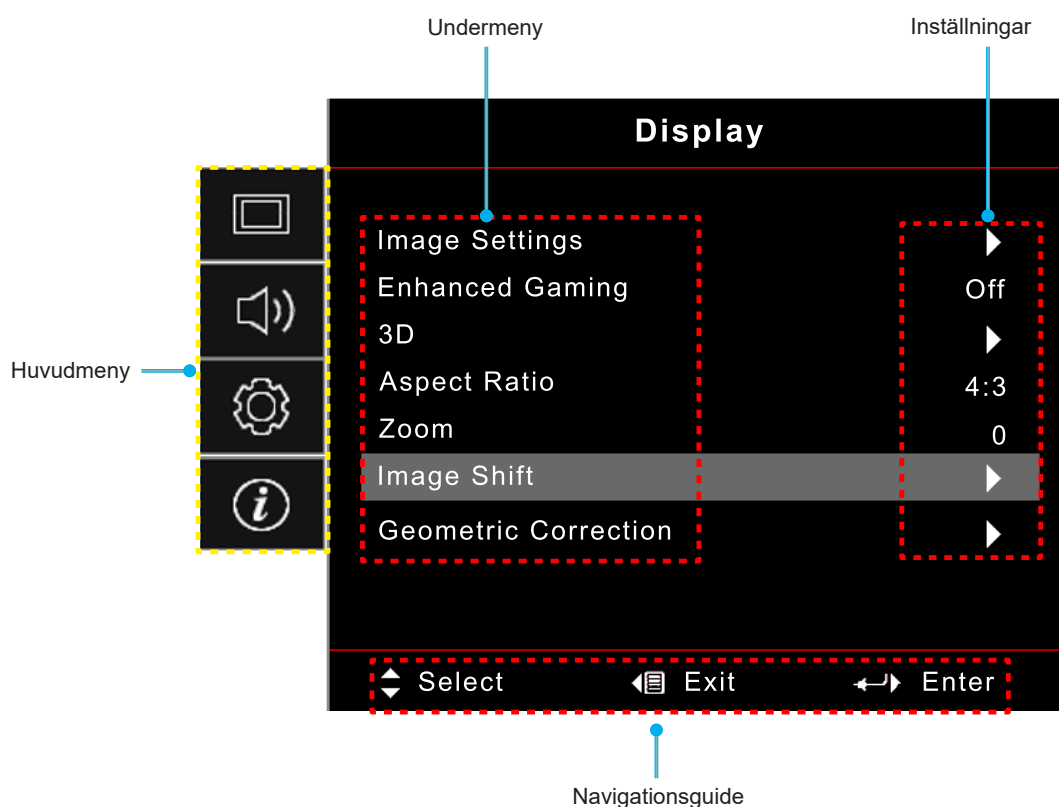 Undermeny
Inställningar
Display
Image Settings
Enhanced Gaming Off
3D
Aspect Ratio 4:3
Zoom 0
Huvudmeny
Image Shift
Geometric Correction
Select Exit Enter
Navigationsguide